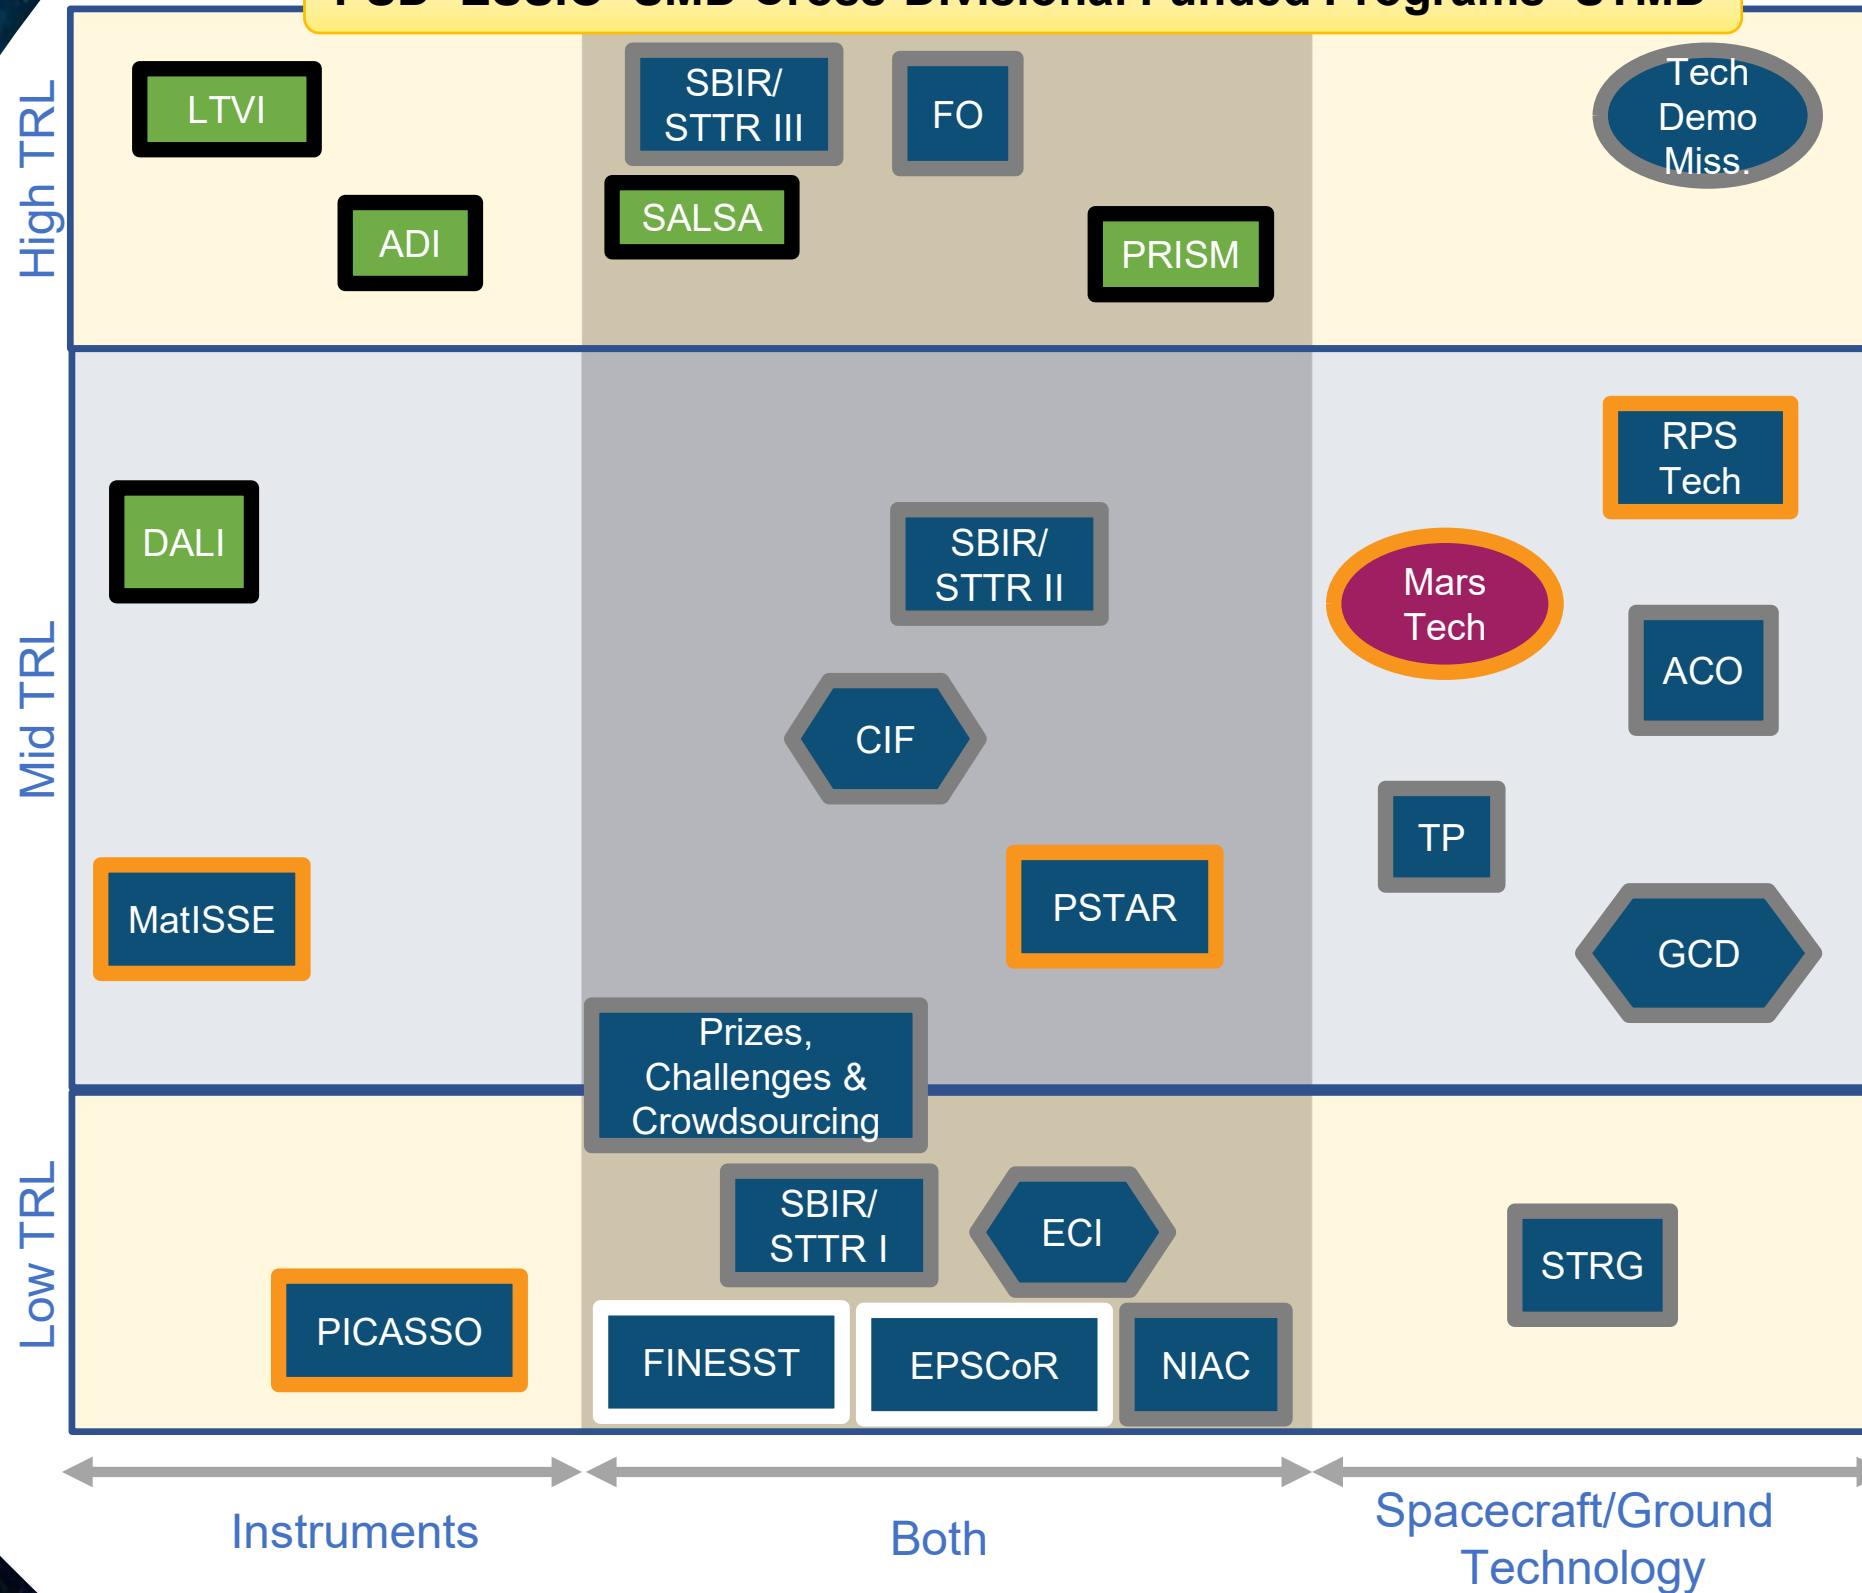 High TRL
LTVI
SBIR/
STTR III
FO
Tech
Demo
Miss.
ADI
SALSA
PRISM
Mid TRL
DALI
SBIR/
STTR II
RPS
Tech
Mars
Tech
ACO
CIF
TP
MatISSE
PSTAR
GCD
Prizes,
Challenges &
Crowdsourcing
Low TRL
SBIR/
STTR I
ECI
STRG
PICASSO
FINESST
EPSCoR
NIAC
Instruments
Both
Spacecraft/Ground
Technology